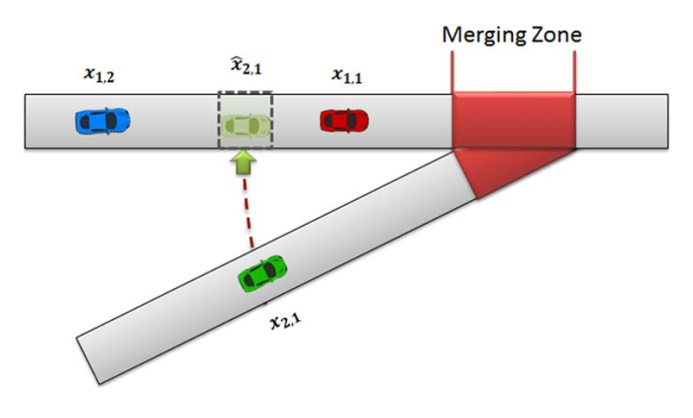 Merging Zone
x₁,₂
x̂₂,₁
x₁,₁
x₂,₁